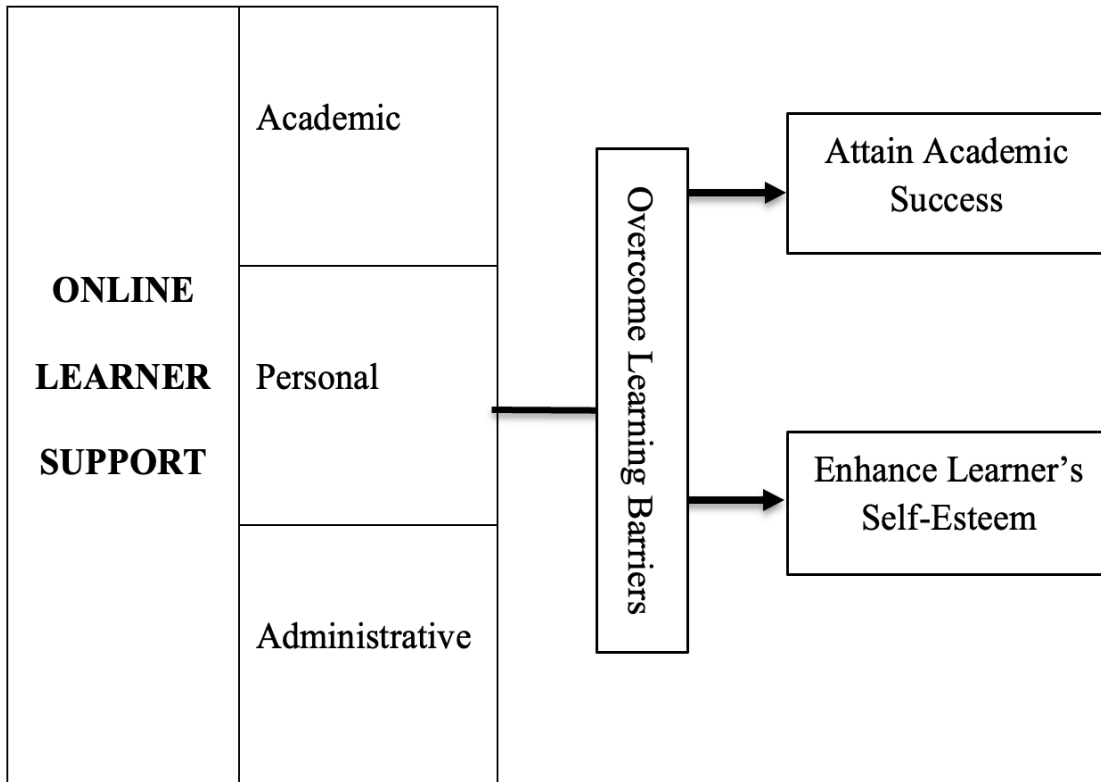 ONLINE
LEARNER
SUPPORT
Academic
Personal
Administrative
Overcome Learning Barriers
Attain Academic
Success
Enhance Learner’s
Self-Esteem